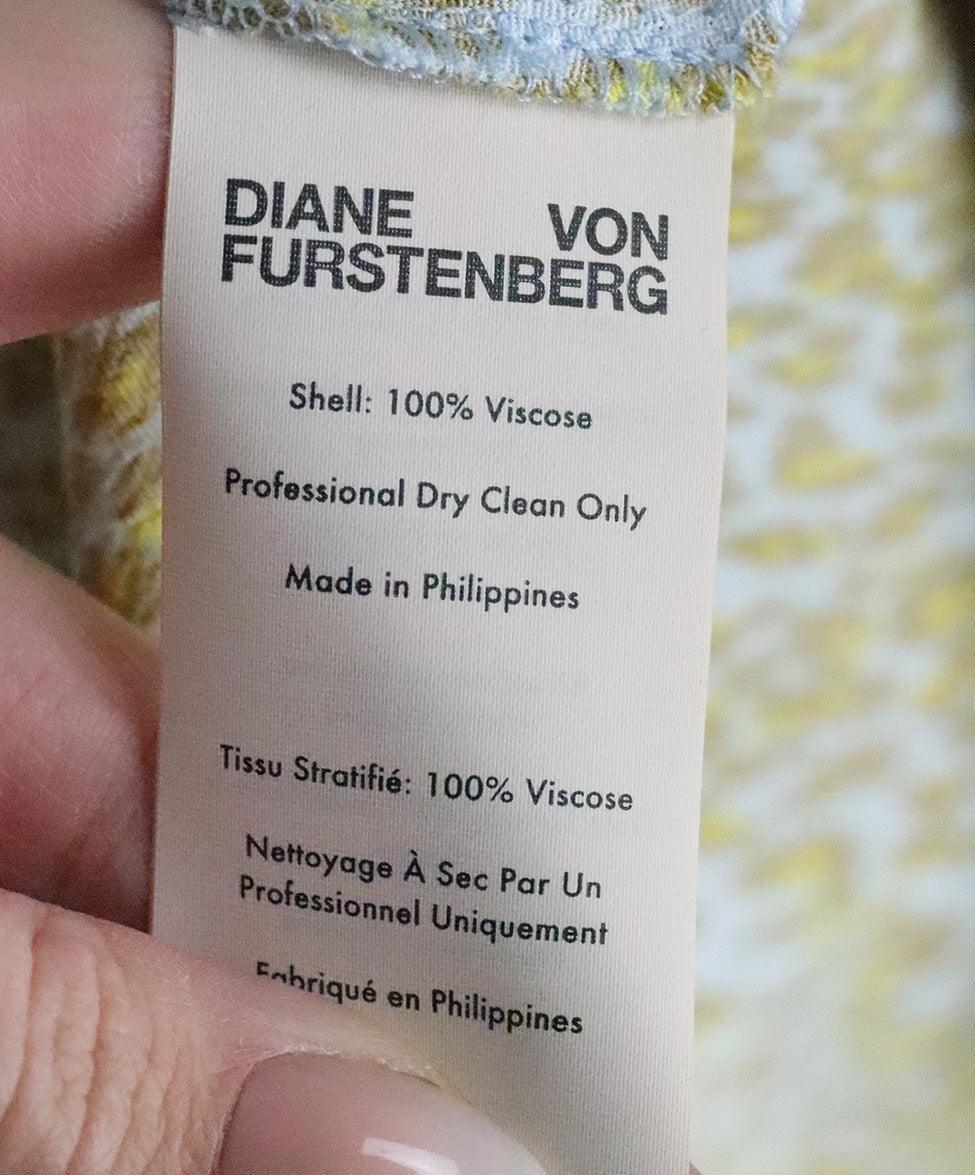 DIANE VON
FURSTENBERG
Shell: 100% Viscose
Professional Dry Clean Only
Made in Philippines
Tissu Stratifié: 100% Viscose
Nettoyage À Sec Par Un
Professionnel Uniquement
Fabriqué en Philippines